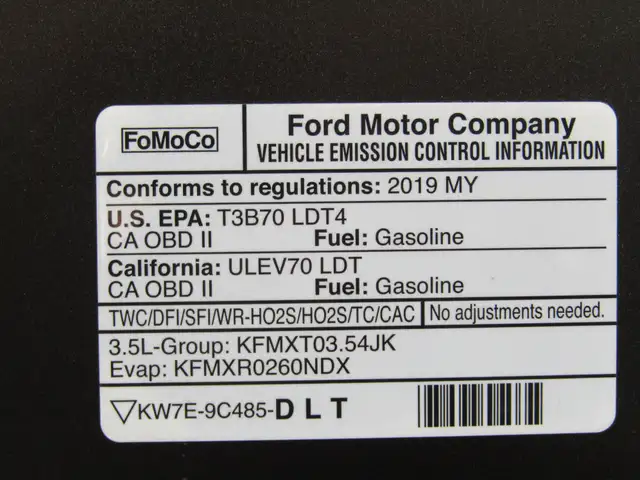 FoMoCo
Ford Motor Company
VEHICLE EMISSION CONTROL INFORMATION
Conforms to regulations: 2019 MY
U.S. EPA: T3B70 LDT4
CA OBD II Fuel: Gasoline
California: ULEV70 LDT
CA OBD II Fuel: Gasoline
TWC/DFI/SFI/WR-HO2S/HO2S/TC/CAC No adjustments needed.
3.5L-Group: KFMXT03.54JK
Evap: KFMXR0260NDX
▽KW7E-9C485-DLT